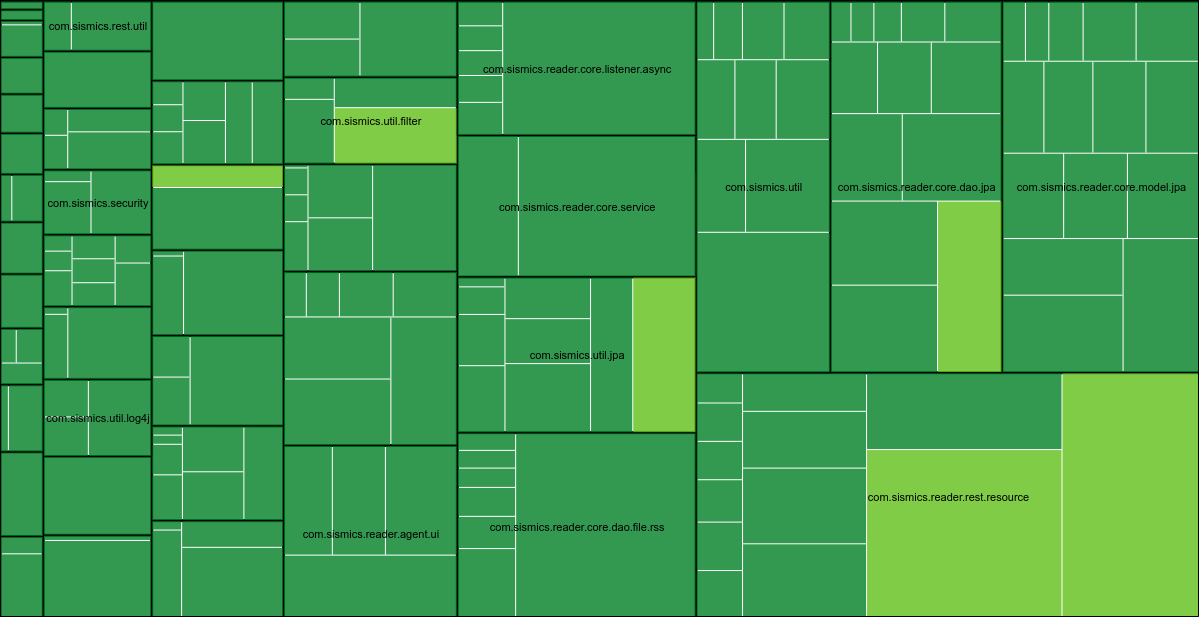 com.sismics.rest.util
com.sismics.reader.core.listener.async
com.sismics.util.filter
com.sismics.util
com.sismics.reader.core.dao.jpa
com.sismics.reader.core.model.jpa
com.sismics.security
com.sismics.reader.core.service
com.sismics.util.jpa
com.sismics.util.log4j
com.sismics.reader.rest.resource
com.sismics.reader.core.dao.file.rss
com.sismics.reader.agent.ui